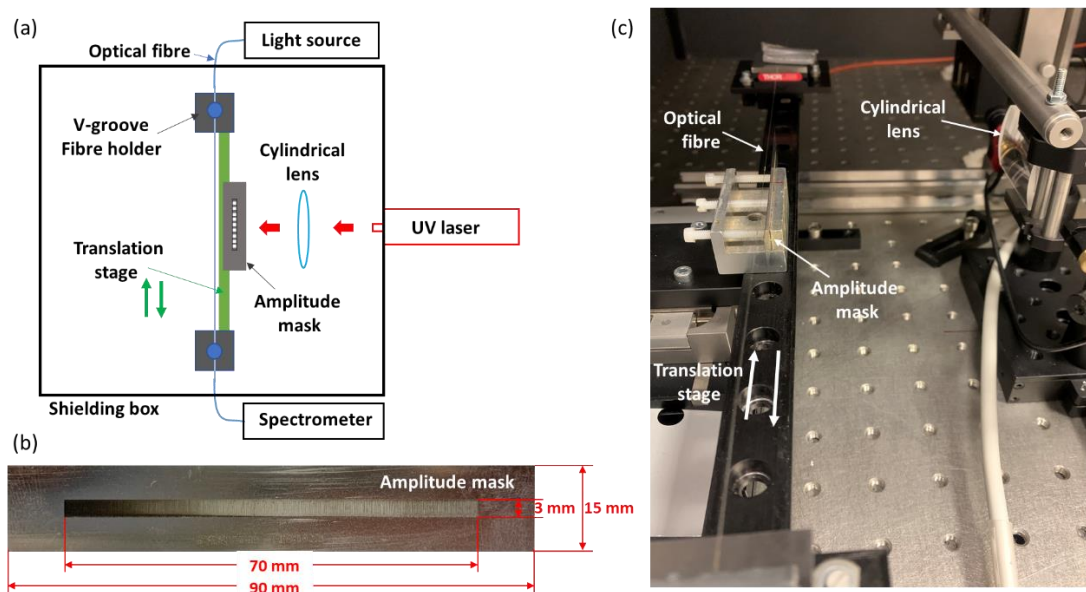 (a)
Light source
Optical fibre
V-groove
Fibre holder
Cylindrical
lens
UV laser
Translation
stage
Amplitude
mask
Shielding box
Spectrometer
(b)
Amplitude mask
3 mm
15 mm
70 mm
90 mm
(c)
THOR
Optical
fibre
Cylindrical
lens
Amplitude
mask
Translation
stage